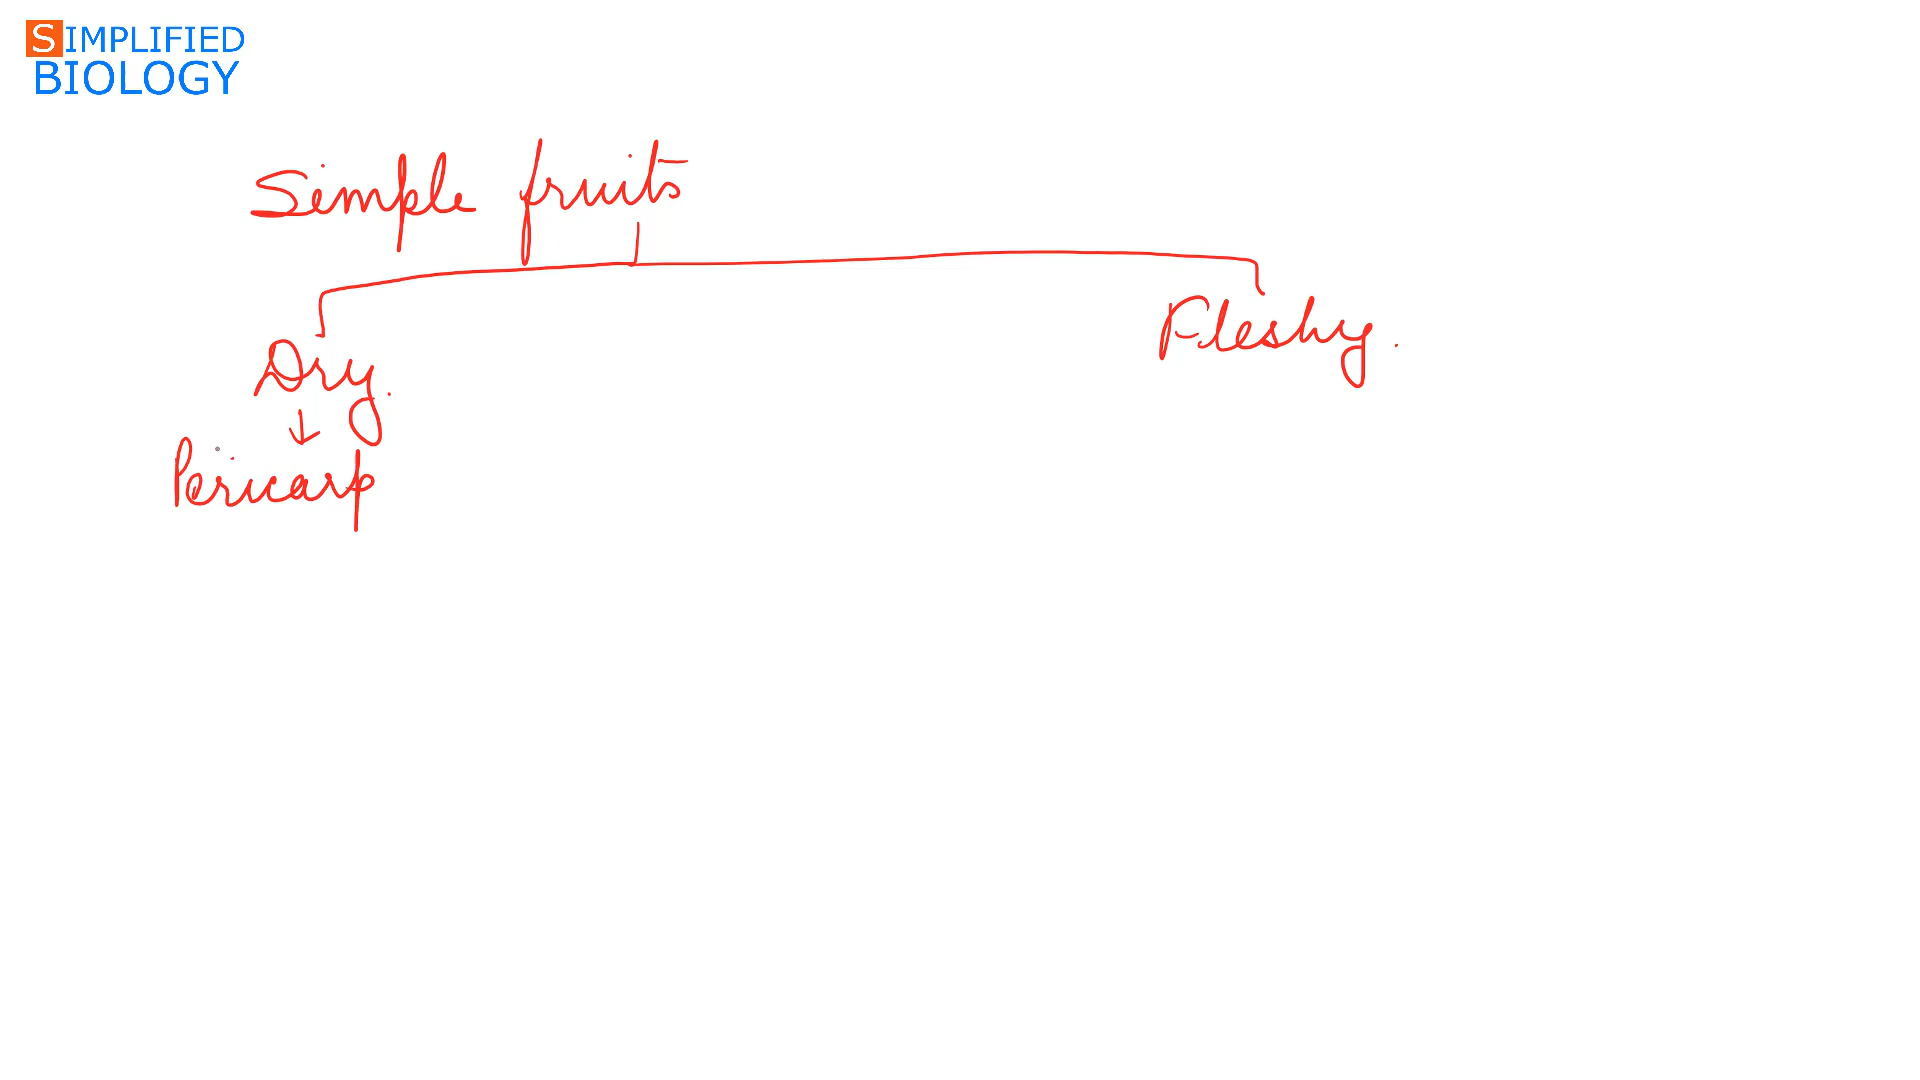 SIMPLIFIED
BIOLOGY
Simple fruits
Dry.
Fleshy.
Pericarp